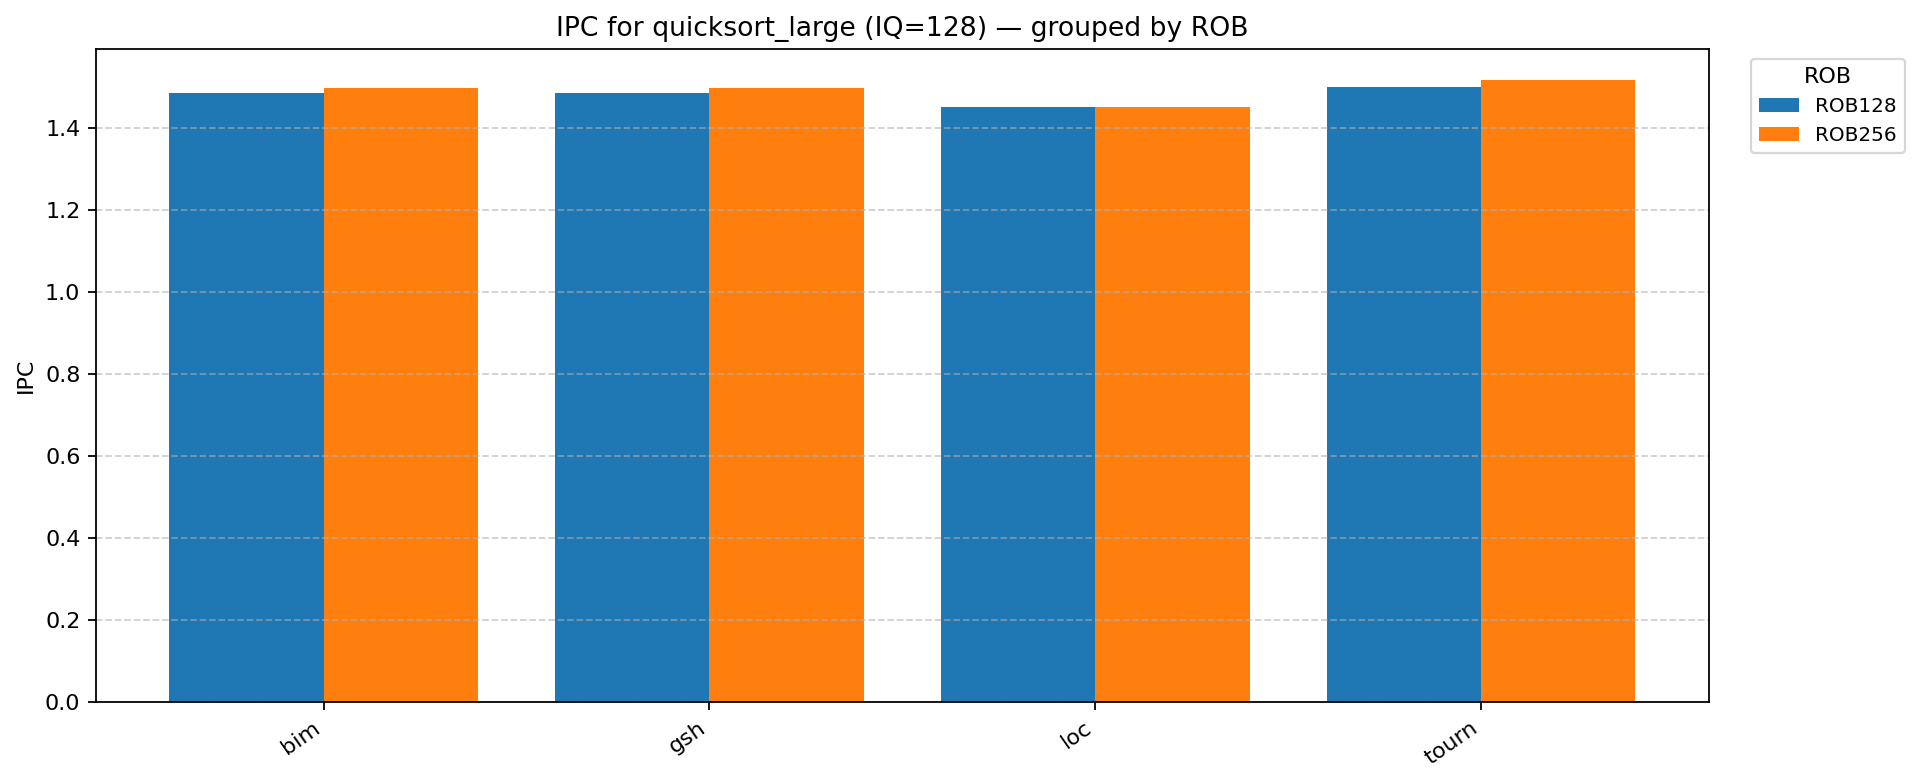 IPC for quicksort_large (IQ=128) — grouped by ROB
ROB
ROB128
ROB256
IPC
1.4
1.2
1.0
0.8
0.6
0.4
0.2
0.0
bim
gsh
loc
tourn